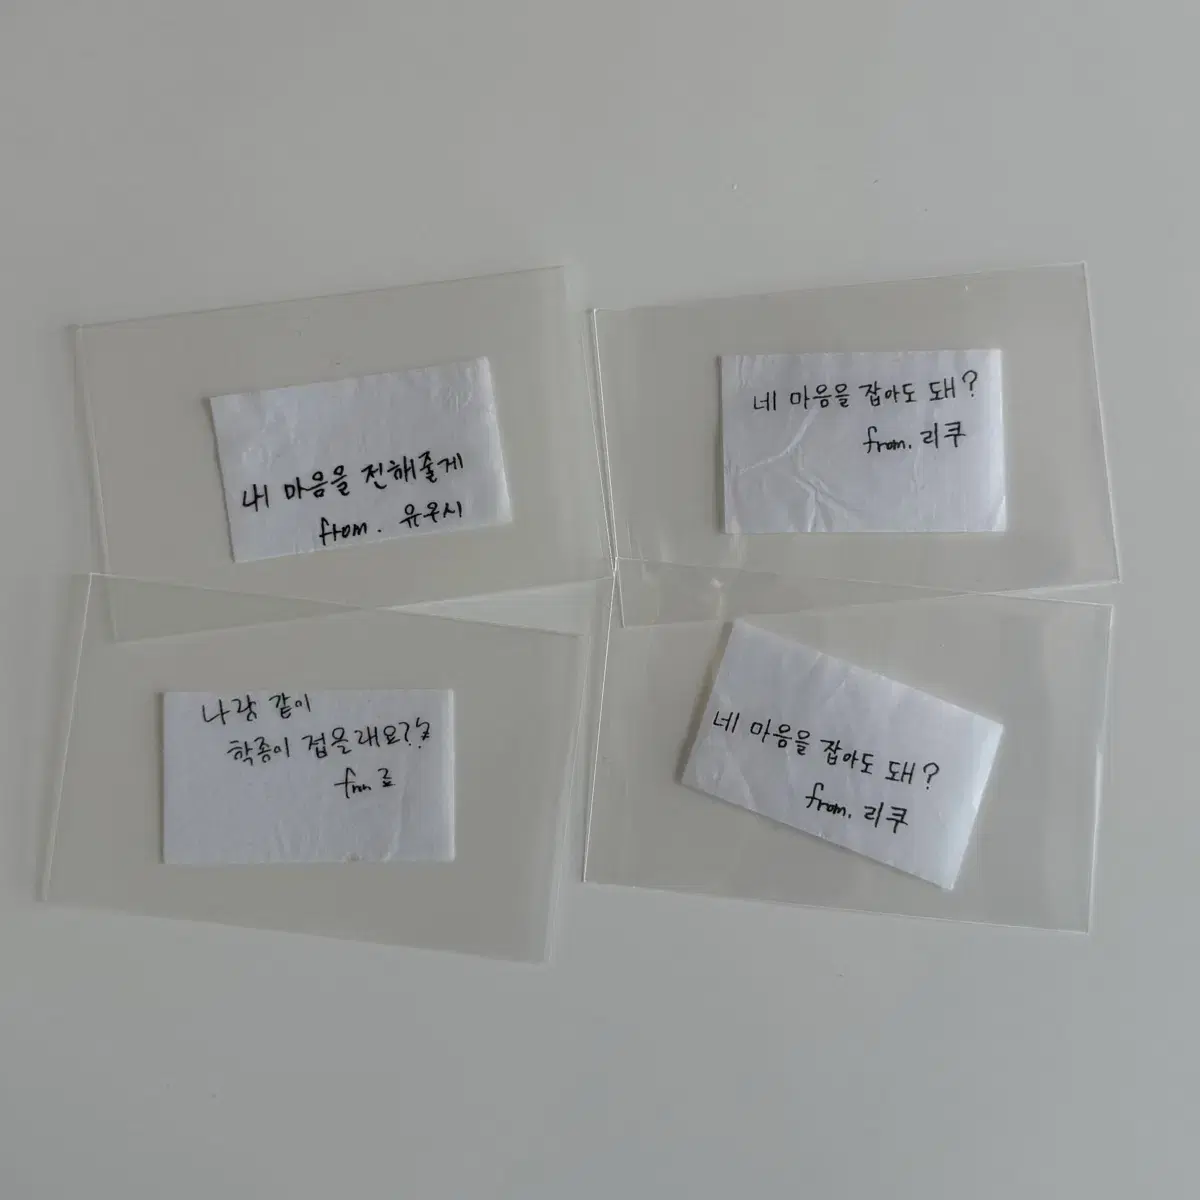 내 마음을 전해줄게
from. 유우시
네 마음을 잡아도 돼?
from. 리쿠
나랑 같이
학종이 접을래요??
from 료
네 마음을 잡아도 돼?
from. 리쿠